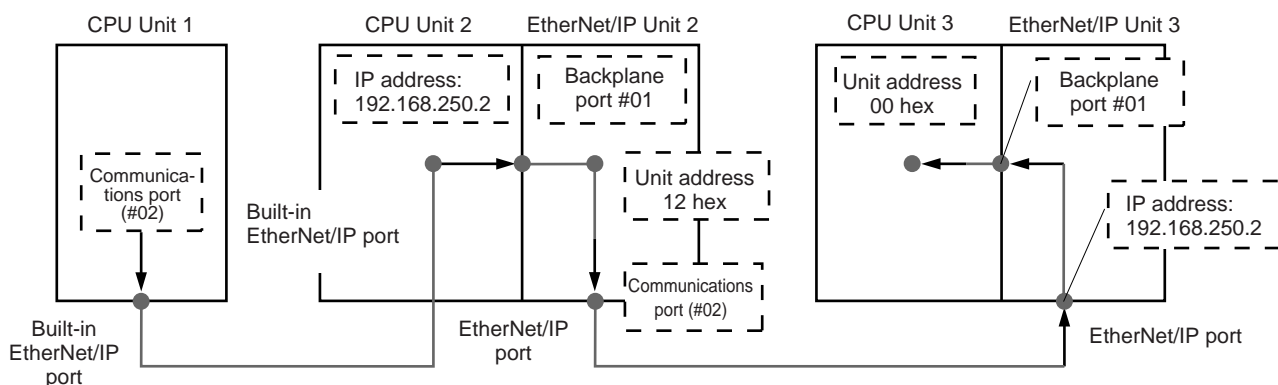 CPU Unit 1
CPU Unit 2
EtherNet/IP Unit 2
CPU Unit 3
EtherNet/IP Unit 3
IP address:
192.168.250.2
Backplane
port #01
Unit address
00 hex
Backplane
port #01
Communica-
tions port
(#02)
Built-in
EtherNet/IP port
Unit address
12 hex
IP address:
192.168.250.2
Communications
port (#02)
Built-in
EtherNet/IP
port
EtherNet/IP
port
EtherNet/IP port